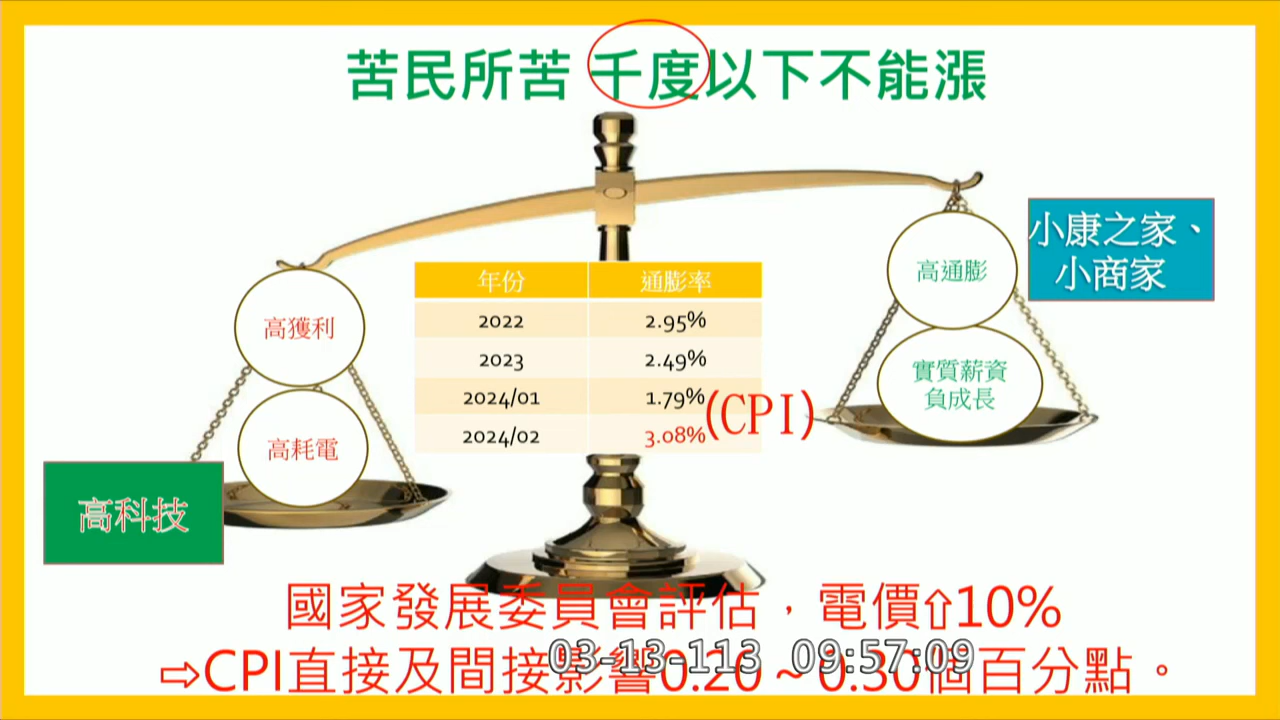 苦民所苦 千度以下不能漲
小康之家、
小商家
高通膨
實質薪資
負成長
高獲利
高耗電
高科技
年份 通膨率
2022 2.95%
2023 2.49%
2024/01 1.79%
2024/02 3.08%
(CPI)
國家發展委員會評估，電價⇧10%
⇨CPI直接及間接影響0.20～0.30個百分點。
03-13-113 09:57:09